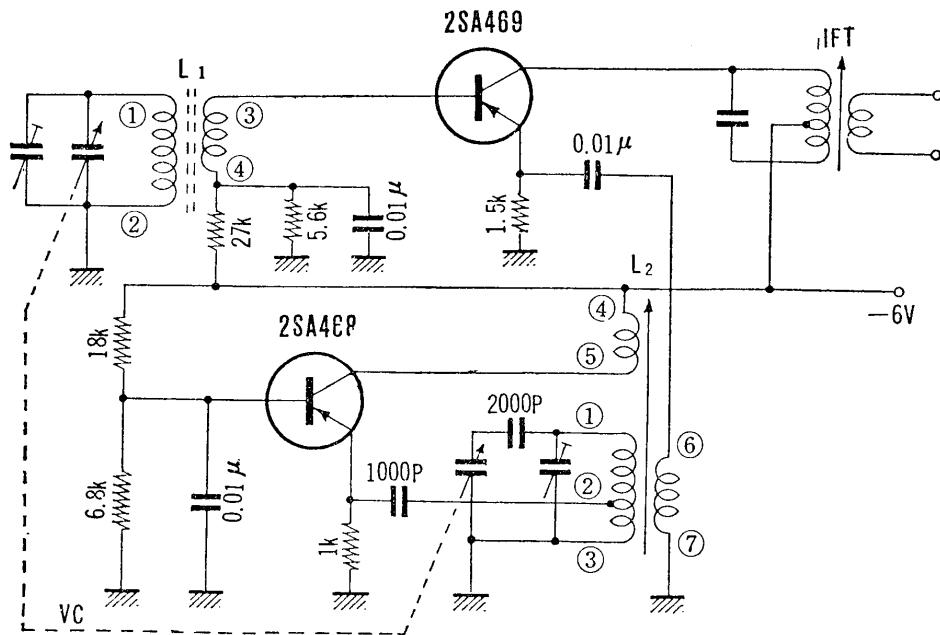 2SA469
IFT
L1
①
③
0.01μ
④
②
27k
5.6k
0.01μ
1.5k
L2
④
−6V
18k
2SA468
⑤
2000P
①
⑥
1000P
②
6.8k
0.01μ
1k
③
⑦
VC